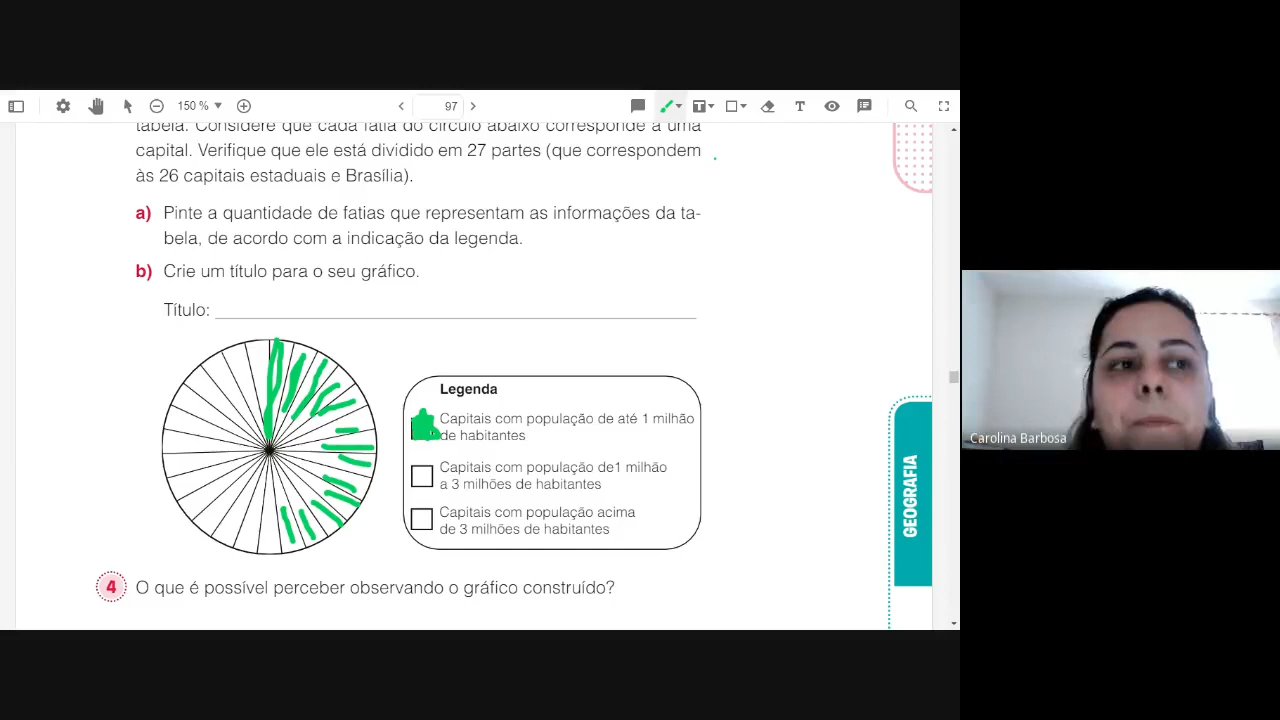 150 %
97
tabela. Considere que cada fatia do círculo abaixo corresponde a uma
capital. Verifique que ele está dividido em 27 partes (que correspondem
às 26 capitais estaduais e Brasília).
a) Pinte a quantidade de fatias que representam as informações da ta-
bela, de acordo com a indicação da legenda.
b) Crie um título para o seu gráfico.
Título:
Legenda
Capitais com população de até 1 milhão
de habitantes
Capitais com população de1 milhão
a 3 milhões de habitantes
Capitais com população acima
de 3 milhões de habitantes
4 O que é possível perceber observando o gráfico construído?
GEOGRAFIA
Carolina Barbosa